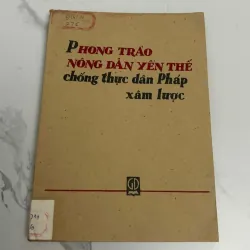 PHONG TRÀO
NÔNG DÂN YÊN THẾ
chống thực dân Pháp
xâm lược
GD